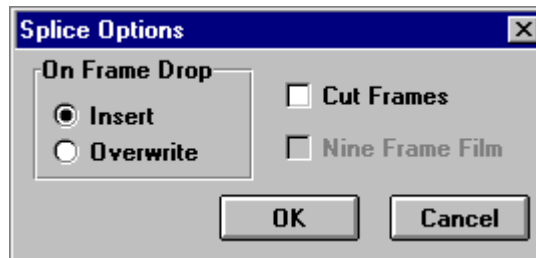 Splice Options
On Frame Drop
Insert
Overwrite
Cut Frames
Nine Frame Film
OK
Cancel